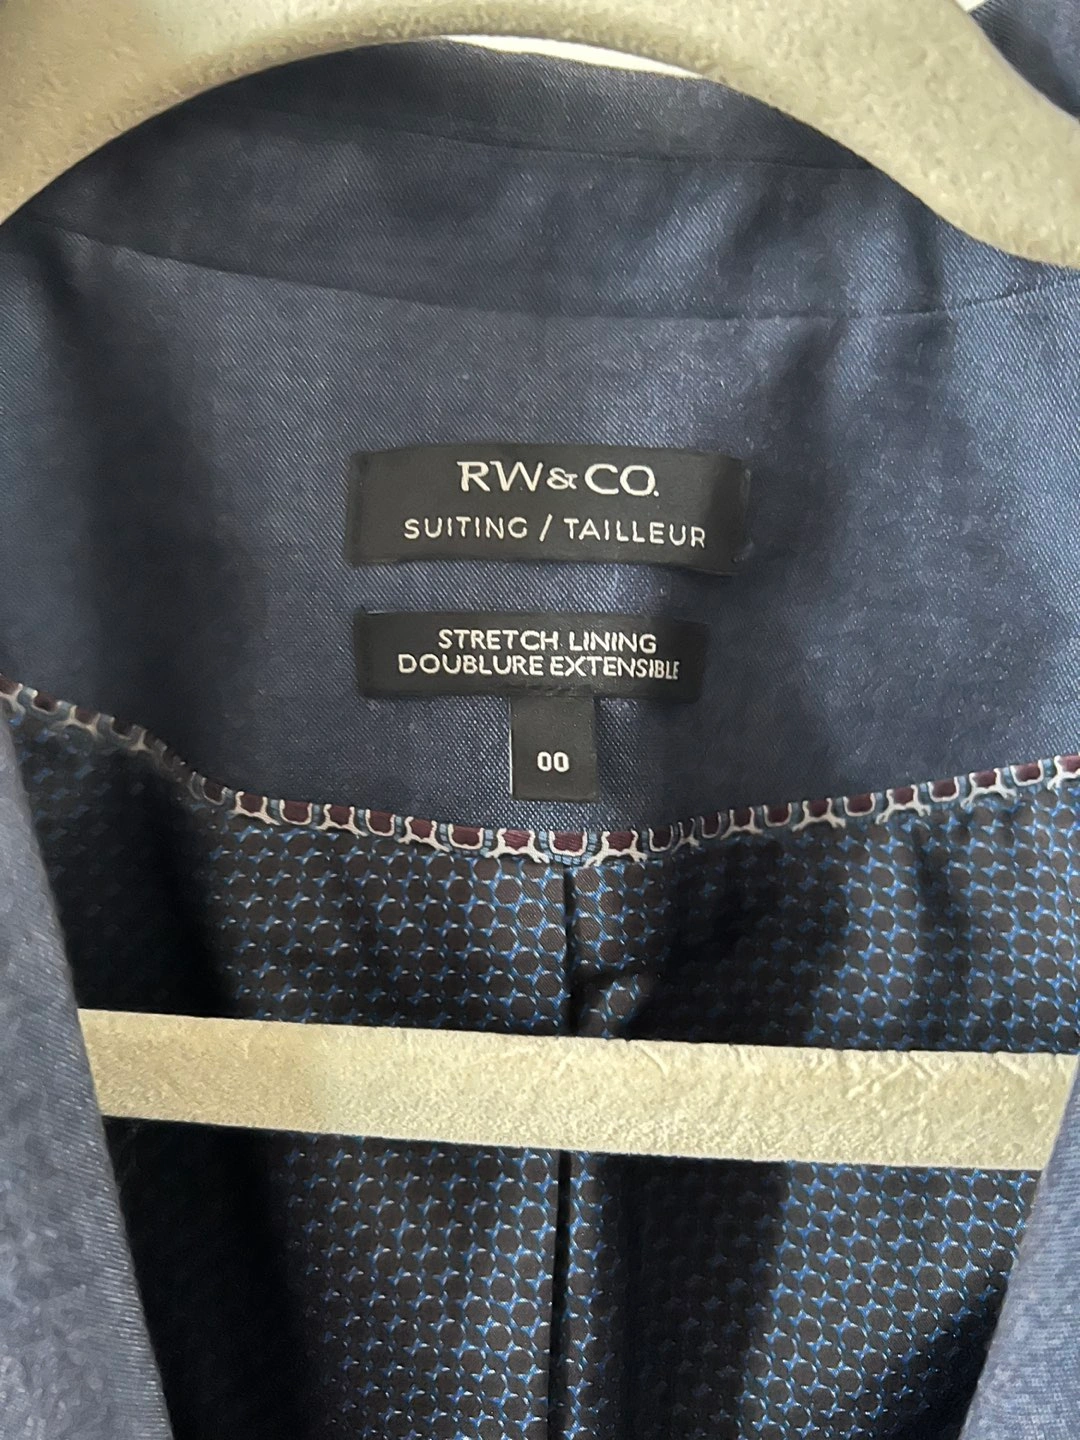 RW&CO.
SUITING / TAILLEUR
STRETCH LINING
DOUBLURE EXTENSIBLE
00